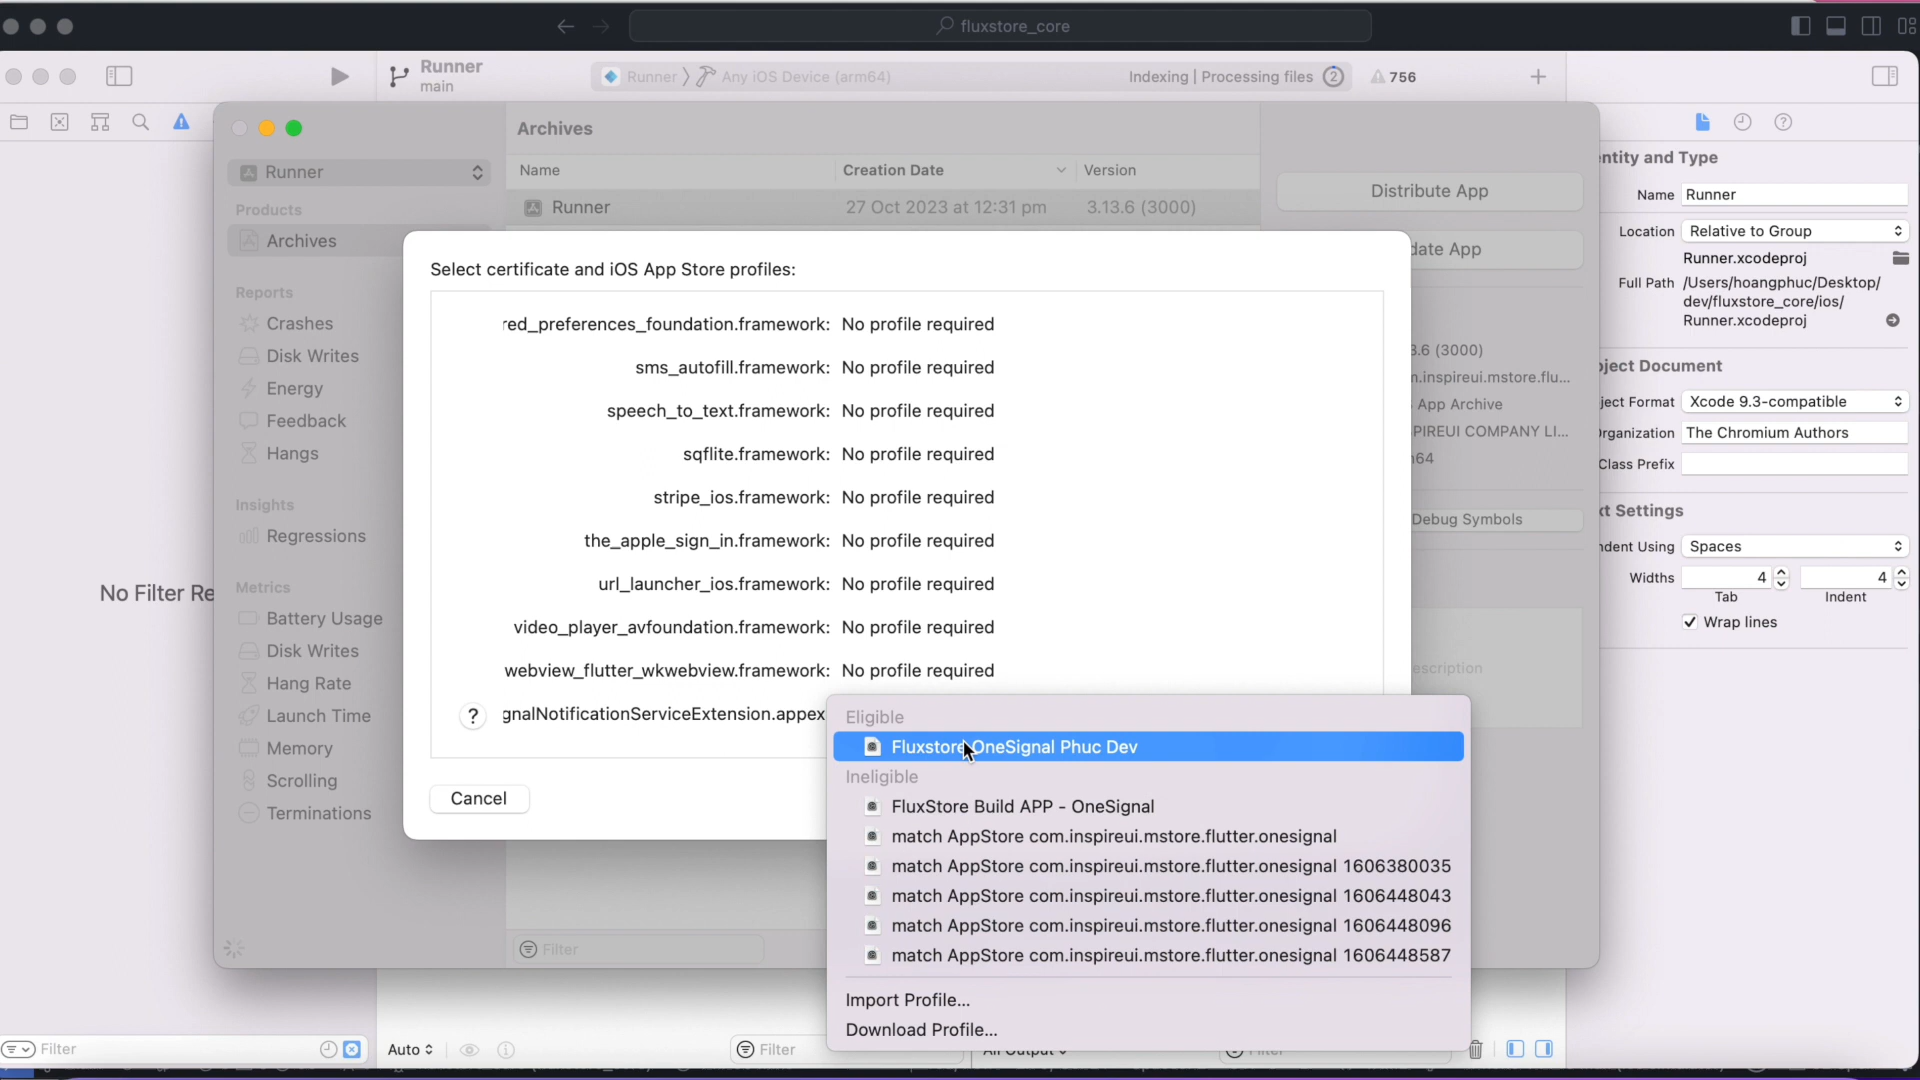 fluxstore_core
Runner
main
Runner
Any iOS Device (arm64)
Indexing | Processing files
2
756
Archives
Runner
Products
Archives
Reports
Crashes
Disk Writes
Energy
Feedback
Hangs
Insights
Regressions
Metrics
Battery Usage
Disk Writes
Hang Rate
Launch Time
Memory
Scrolling
Terminations
No Filter Re
Name
Creation Date
Version
Runner
27 Oct 2023 at 12:31 pm
3.13.6 (3000)
Distribute App
date App
3.6 (3000)
n.inspireui.mstore.flu...
App Archive
PIREUI COMPANY LI...
64
Debug Symbols
escription
Select certificate and iOS App Store profiles:
red_preferences_foundation.framework: No profile required
sms_autofill.framework: No profile required
speech_to_text.framework: No profile required
sqflite.framework: No profile required
stripe_ios.framework: No profile required
the_apple_sign_in.framework: No profile required
url_launcher_ios.framework: No profile required
video_player_avfoundation.framework: No profile required
webview_flutter_wkwebview.framework: No profile required
?
gnalNotificationServiceExtension.appex
Cancel
Eligible
Fluxstore OneSignal Phuc Dev
Ineligible
FluxStore Build APP - OneSignal
match AppStore com.inspireui.mstore.flutter.onesignal
match AppStore com.inspireui.mstore.flutter.onesignal 1606380035
match AppStore com.inspireui.mstore.flutter.onesignal 1606448043
match AppStore com.inspireui.mstore.flutter.onesignal 1606448096
match AppStore com.inspireui.mstore.flutter.onesignal 1606448587
Import Profile...
Download Profile...
Filter
entity and Type
Name Runner
Location Relative to Group
Runner.xcodeproj
Full Path /Users/hoangphuc/Desktop/
dev/fluxstore_core/ios/
Runner.xcodeproj
ject Document
ject Format Xcode 9.3-compatible
rganization The Chromium Authors
Class Prefix
xt Settings
ndent Using Spaces
Widths 4 4
Tab Indent
Wrap lines
Filter
Auto
Filter